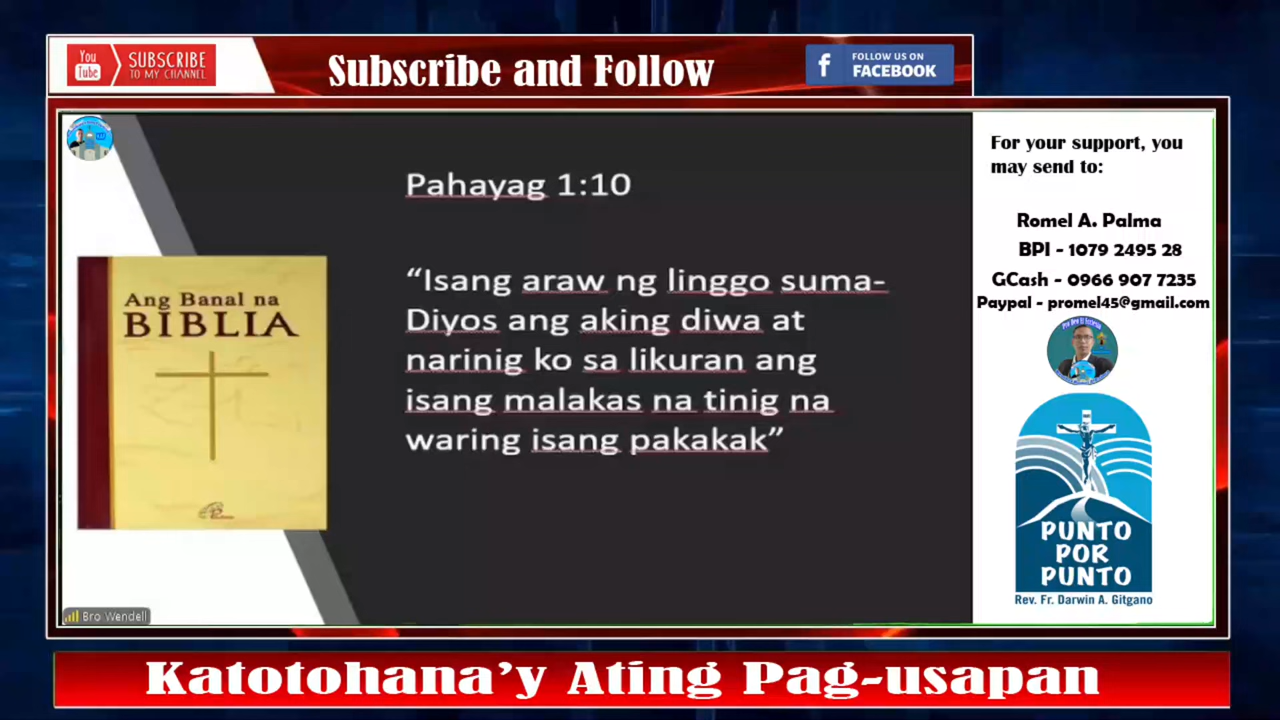 You Tube
SUBSCRIBE
TO MY CHANNEL
Subscribe and Follow
f
FOLLOW US ON
FACEBOOK
Pahayag 1:10
“Isang araw ng linggo suma-
Diyos ang aking diwa at
narinig ko sa likuran ang
isang malakas na tinig na
waring isang pakakak”
Ang Banal na
BIBLIA
Bro Wendell
For your support, you
may send to:
Romel A. Palma
BPI - 1079 2495 28
GCash - 0966 907 7235
Paypal - promel45@gmail.com
PUNTO
POR
PUNTO
Rev. Fr. Darwin A. Gitgano
Katotohana’y Ating Pag-usapan